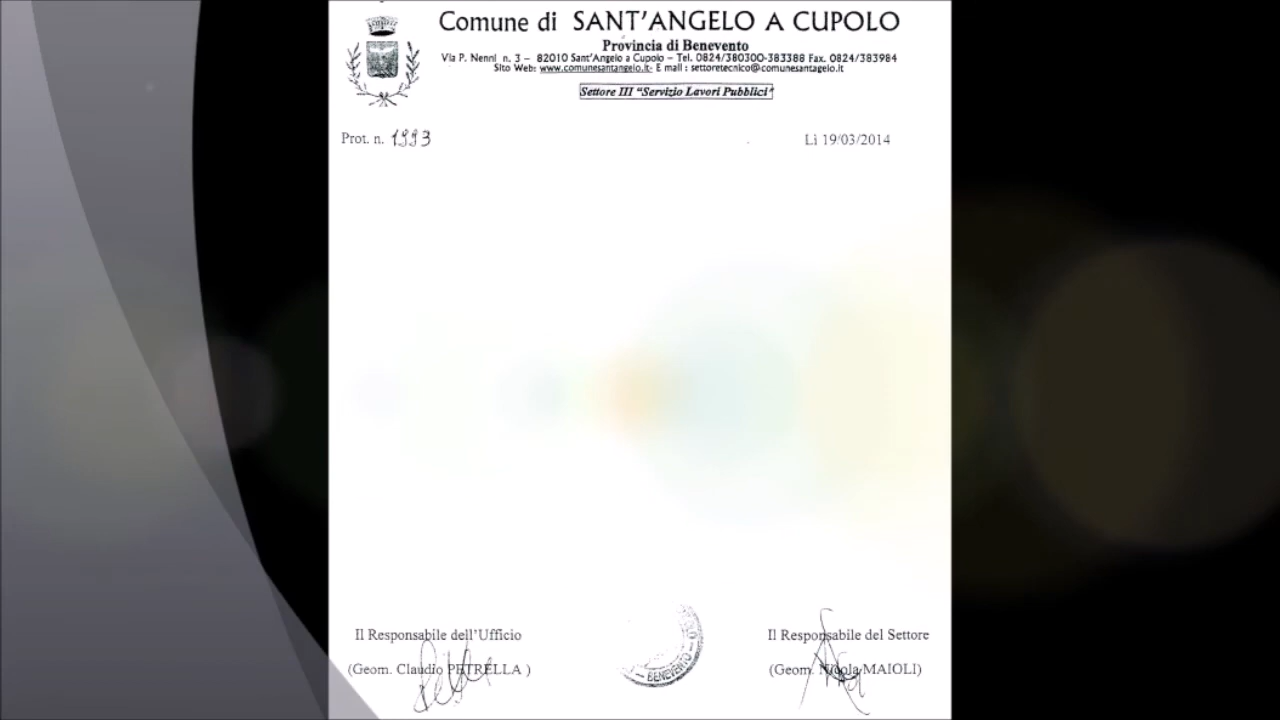 Comune di SANT'ANGELO A CUPOLO
Provincia di Benevento
Via P. Nenni n. 3 – 82010 Sant'Angelo a Cupolo – Tel. 0824/380300-383388 Fax. 0824/383984
Sito Web: www.comunesantangelo.it- E mail : settoretecnico@comunesantagelo.it
Settore III "Servizio Lavori Pubblici"
Prot. n. 1993
Lì 19/03/2014
Il Responsabile dell'Ufficio
Il Responsabile del Settore
(Geom. Claudio PETRELLA )
(Geom. Nicola MAIOLI)
– BENEVENTO –